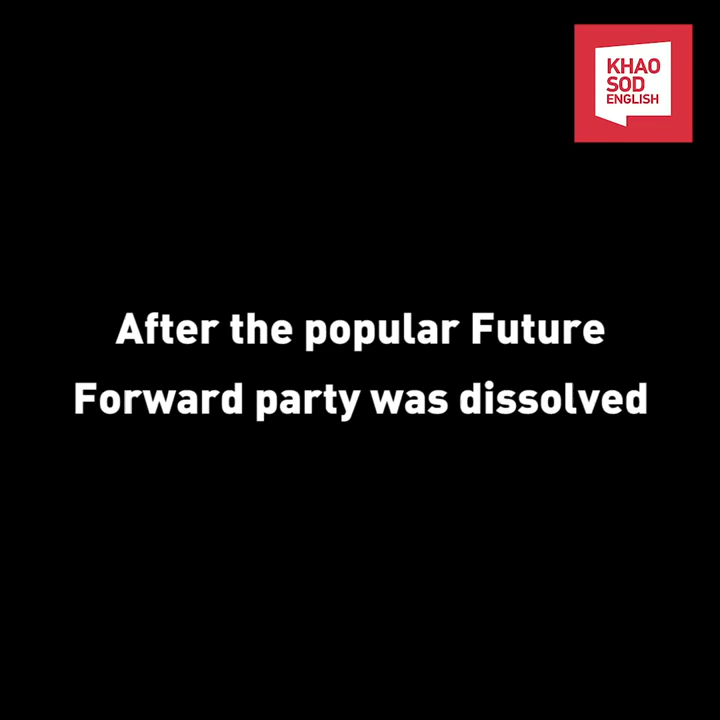 KHAO
SOD
ENGLISH
After the popular Future
Forward party was dissolved